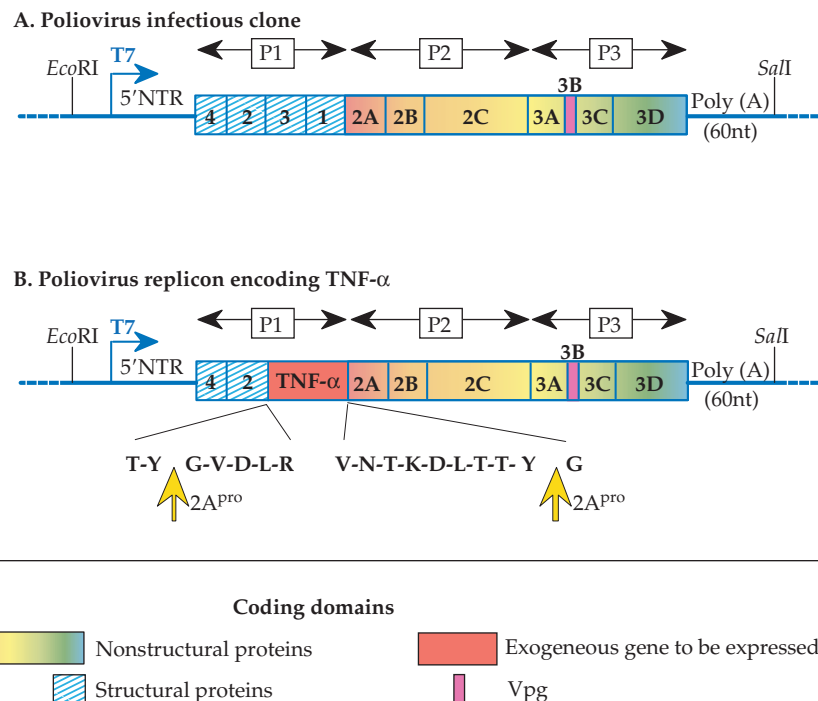 A. Poliovirus infectious clone
P1 P2 P3
T7
EcoRI 3B SalI
5'NTR Poly (A)
4 2 3 1 2A 2B 2C 3A 3C 3D
(60nt)
B. Poliovirus replicon encoding TNF-α
P1 P2 P3
T7
EcoRI SalI
3B
5'NTR Poly (A)
4 2 TNF-α 2A 2B 2C 3A 3C 3D
(60nt)
T-Y G-V-D-L-R V-N-T-K-D-L-T-T- Y G
2Apro 2Apro
Coding domains
Nonstructural proteins Exogeneous gene to be expressed
Structural proteins Vpg